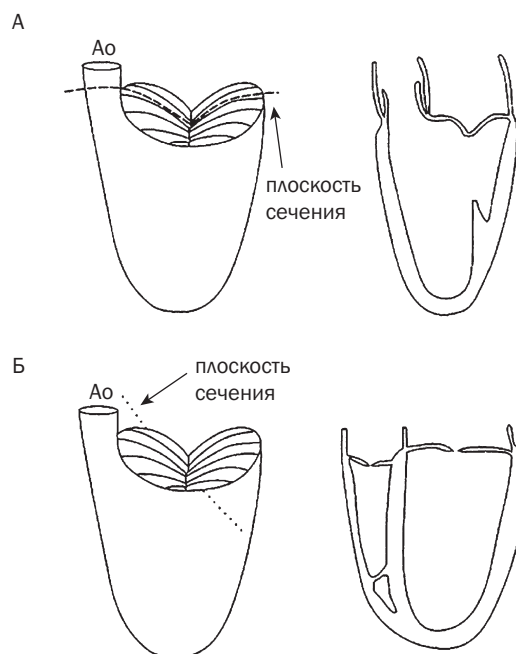 А
Ао
плоскость
сечения
Б
плоскость
сечения
Ао